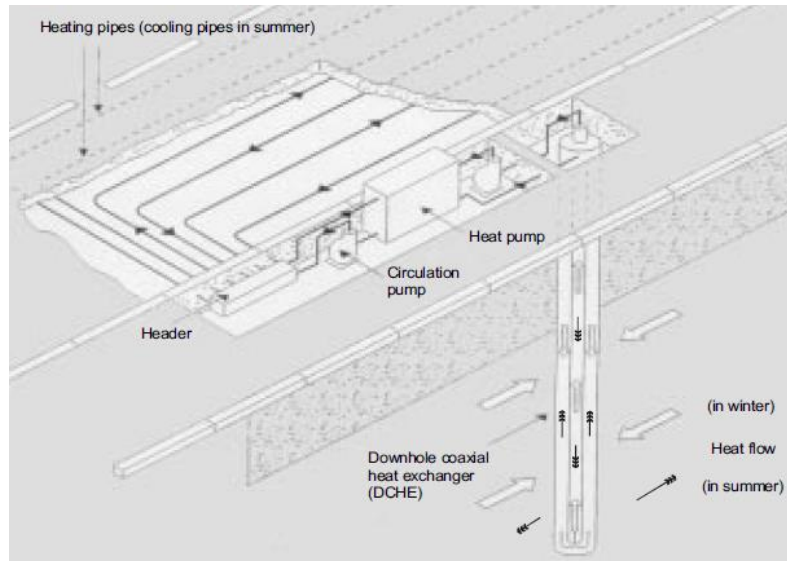 Heating pipes (cooling pipes in summer)
Heat pump
Circulation
pump
Header
(in winter)
Downhole coaxial
heat exchanger
(DCHE)
Heat flow
(in summer)